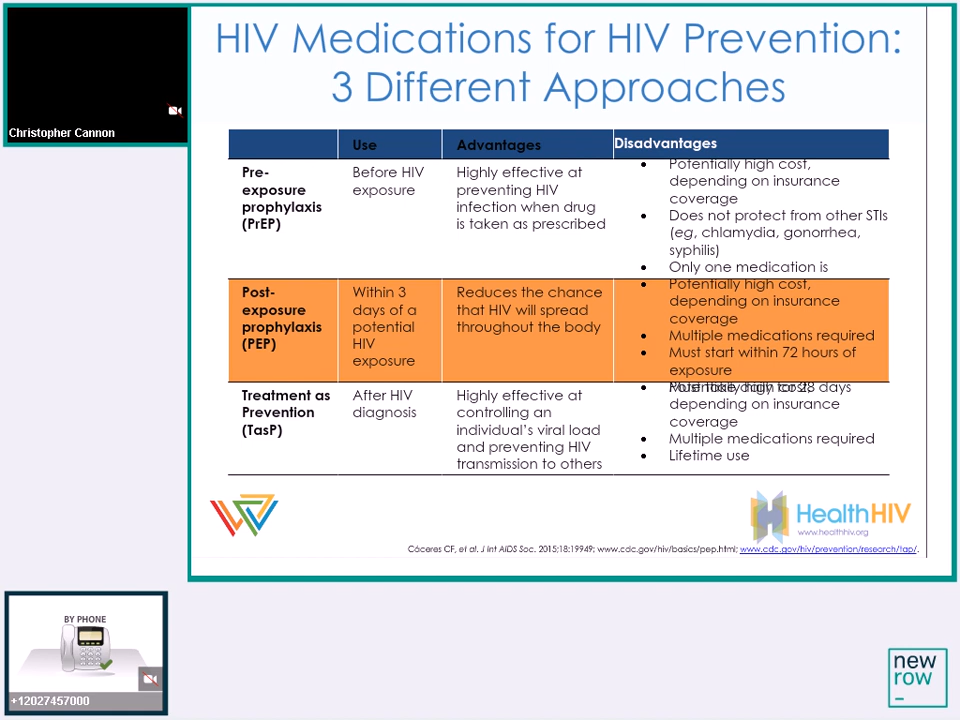 HIV Medications for HIV Prevention:
3 Different Approaches
Christopher Cannon
Use
Advantages
Disadvantages
Pre-
exposure
prophylaxis
(PrEP)
Before HIV
exposure
Highly effective at
preventing HIV
infection when drug
is taken as prescribed
• Potentially high cost,
depending on insurance
coverage
• Does not protect from other STIs
(eg, chlamydia, gonorrhea,
syphilis)
• Only one medication is
Post-
exposure
prophylaxis
(PEP)
Within 3
days of a
potential
HIV
exposure
Reduces the chance
that HIV will spread
throughout the body
• Potentially high cost,
depending on insurance
coverage
• Multiple medications required
• Must start within 72 hours of
exposure
• Must take daily for 28 days
Treatment as
Prevention
(TasP)
After HIV
diagnosis
Highly effective at
controlling an
individual's viral load
and preventing HIV
transmission to others
• Potentially high cost,
depending on insurance
coverage
• Multiple medications required
• Lifetime use
HealthHIV
www.healthhiv.org
Cáceres CF, et al. J Int AIDS Soc. 2015;18:19949; www.cdc.gov/hiv/basics/pep.html; www.cdc.gov/hiv/prevention/research/tap/.
BY PHONE
+12027457000
new
row